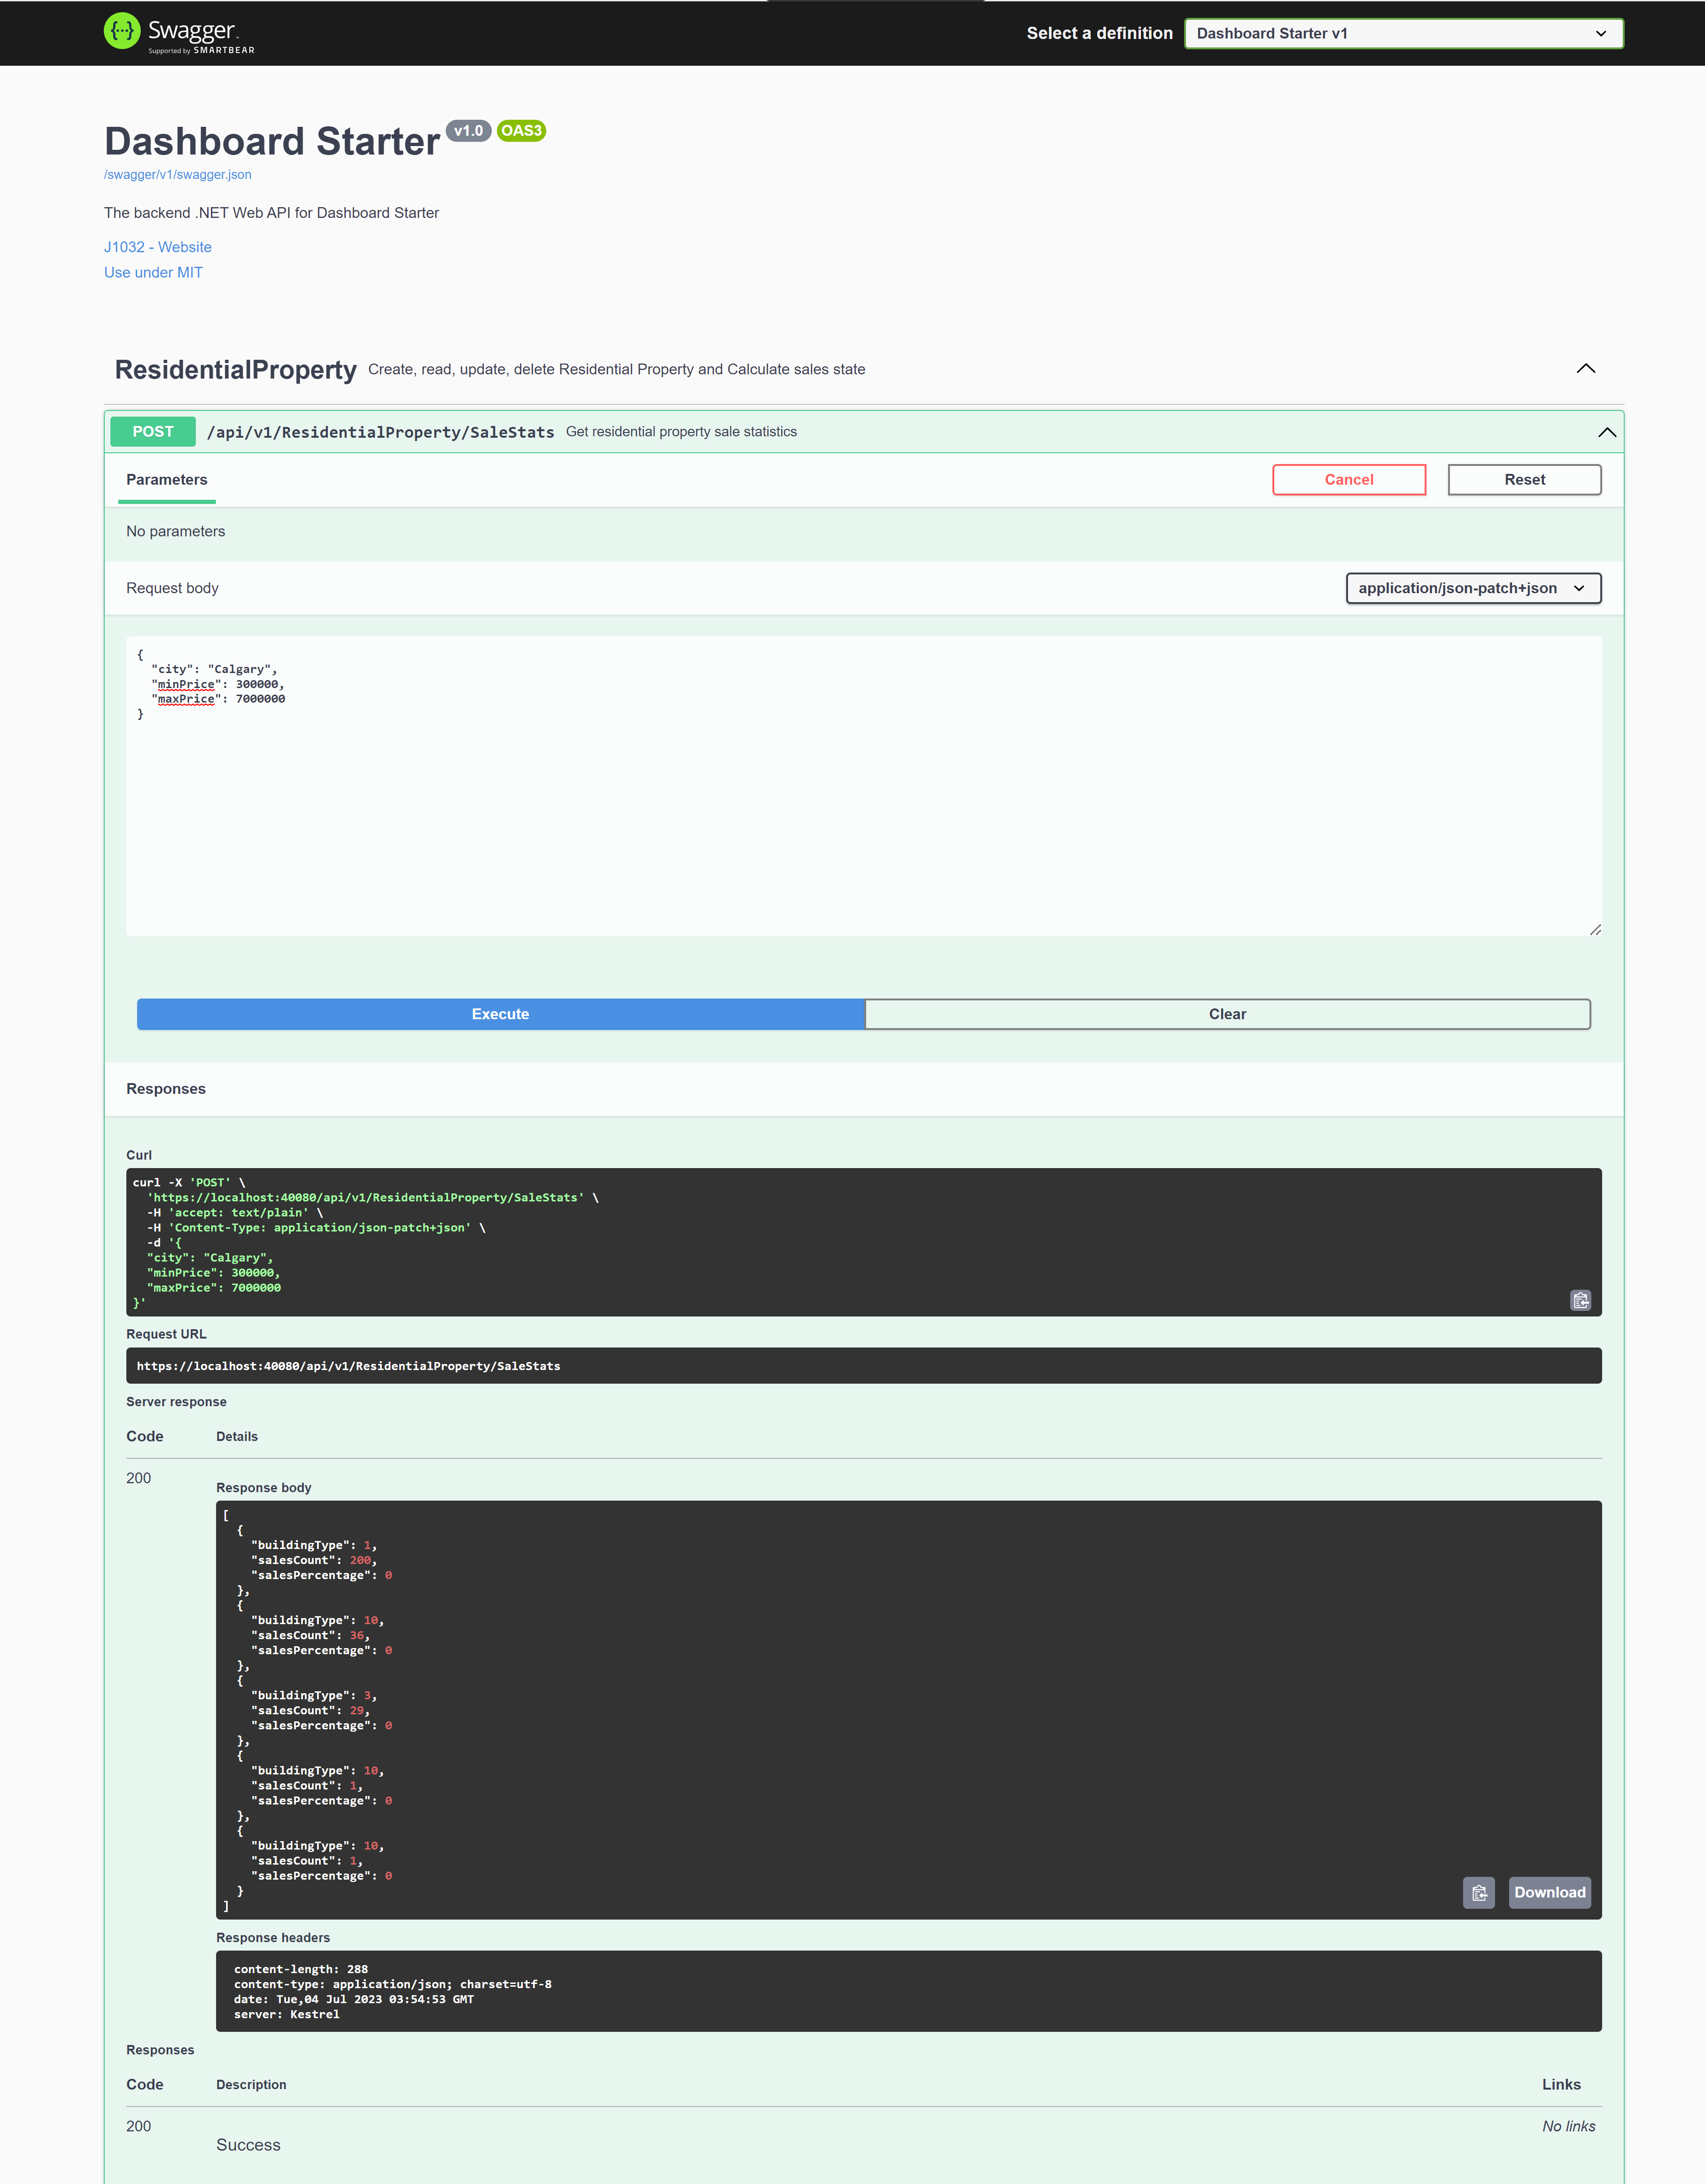 Swagger
Supported by SMARTBEAR
Select a definition
Dashboard Starter v1
Dashboard Starter v1.0 OAS3
/swagger/v1/swagger.json
The backend .NET Web API for Dashboard Starter
J1032 - Website
Use under MIT
ResidentialProperty Create, read, update, delete Residential Property and Calculate sales state
POST /api/v1/ResidentialProperty/SaleStats Get residential property sale statistics
Parameters Cancel Reset
No parameters
Request body application/json-patch+json
{
"city": "Calgary",
"minPrice": 300000,
"maxPrice": 7000000
}
Execute Clear
Responses
Curl
curl -X 'POST' \
'https://localhost:40080/api/v1/ResidentialProperty/SaleStats' \
-H 'accept: text/plain' \
-H 'Content-Type: application/json-patch+json' \
-d '{
"city": "Calgary",
"minPrice": 300000,
"maxPrice": 7000000
}'
Request URL
https://localhost:40080/api/v1/ResidentialProperty/SaleStats
Server response
Code Details
200
Response body
[
{
"buildingType": 1,
"salesCount": 200,
"salesPercentage": 0
},
{
"buildingType": 10,
"salesCount": 36,
"salesPercentage": 0
},
{
"buildingType": 3,
"salesCount": 29,
"salesPercentage": 0
},
{
"buildingType": 10,
"salesCount": 1,
"salesPercentage": 0
},
{
"buildingType": 10,
"salesCount": 1,
"salesPercentage": 0
}
]
Download
Response headers
content-length: 288
content-type: application/json; charset=utf-8
date: Tue,04 Jul 2023 03:54:53 GMT
server: Kestrel
Responses
Code Description Links
200 No links
Success